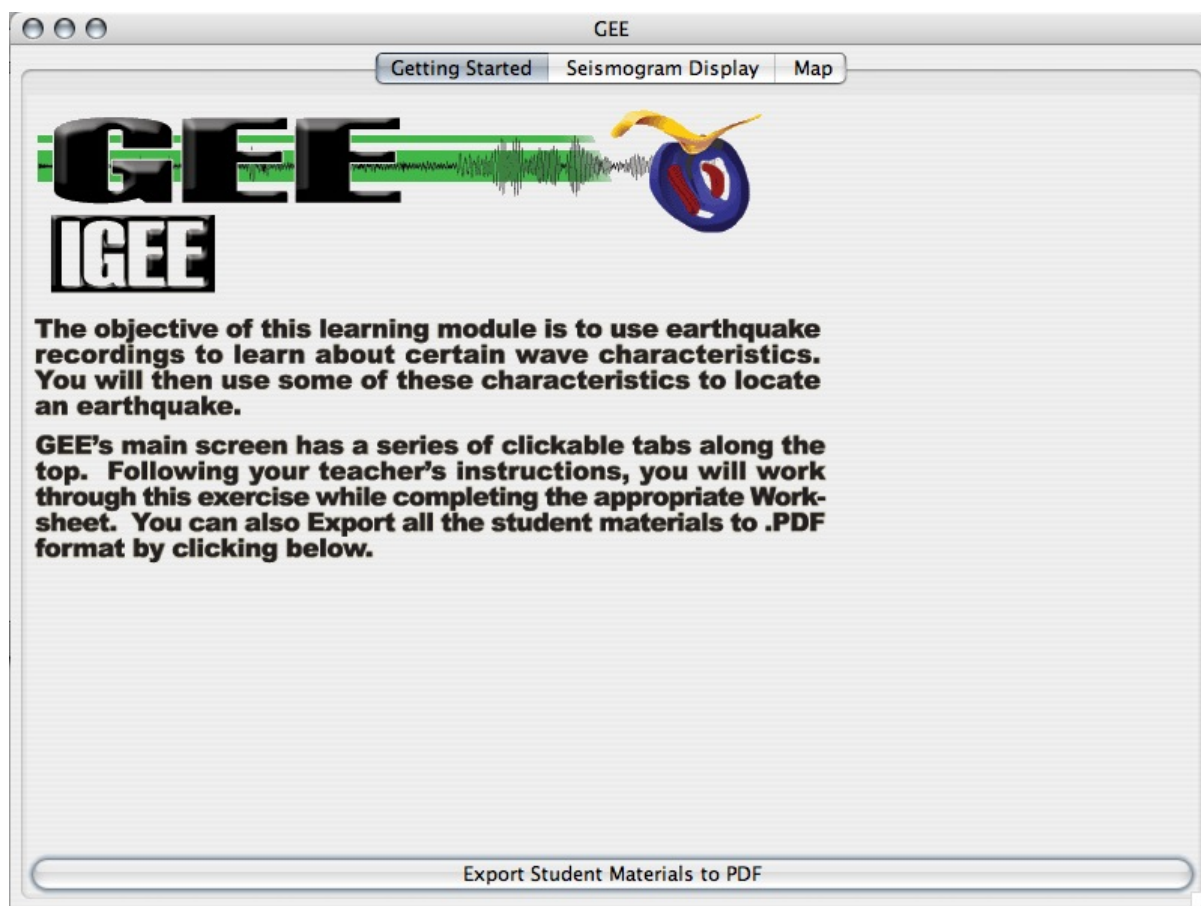 GEE
Getting Started Seismogram Display Map
GEE
IGEE
The objective of this learning module is to use earthquake
recordings to learn about certain wave characteristics.
You will then use some of these characteristics to locate
an earthquake.
GEE's main screen has a series of clickable tabs along the
top. Following your teacher's instructions, you will work
through this exercise while completing the appropriate Work-
sheet. You can also Export all the student materials to .PDF
format by clicking below.
Export Student Materials to PDF